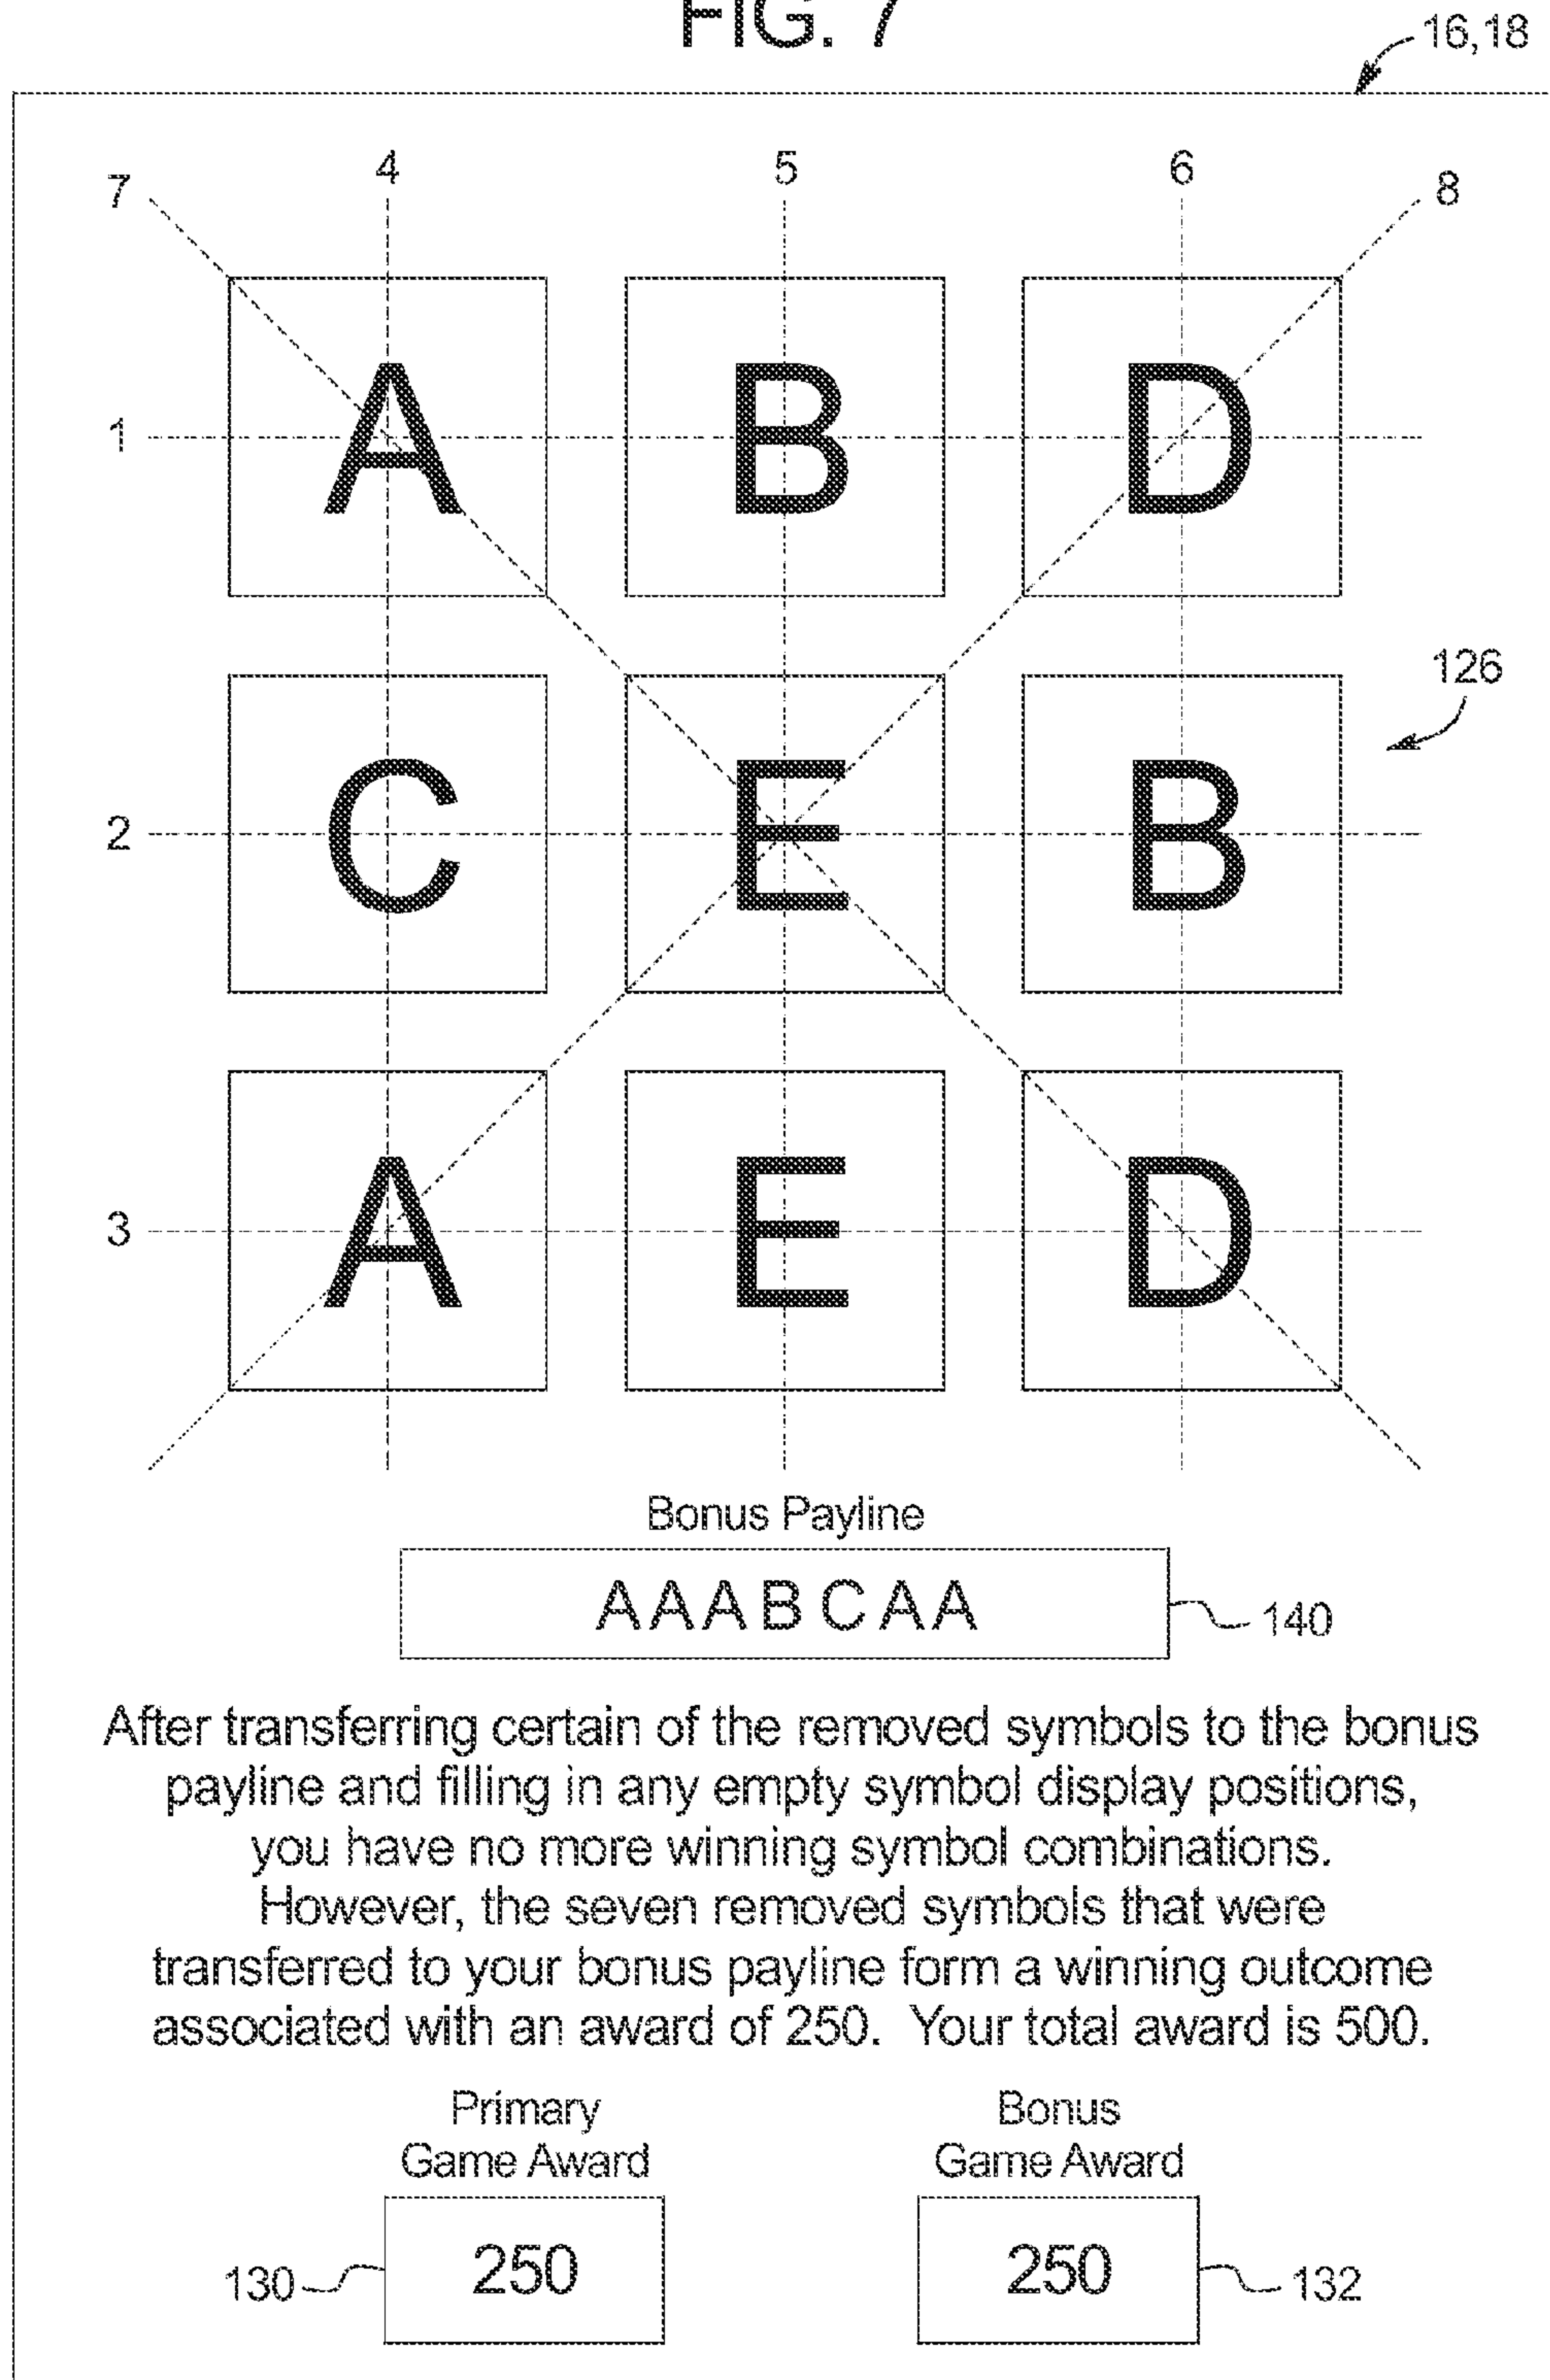 FIG. 7
16,18
7 4 5 6 8
1 A B D
126
2 C E B
3 A E D
Bonus Payline
A A A B C A A
140
After transferring certain of the removed symbols to the bonus
payline and filling in any empty symbol display positions,
you have no more winning symbol combinations.
However, the seven removed symbols that were
transferred to your bonus payline form a winning outcome
associated with an award of 250. Your total award is 500.
Primary Bonus
Game Award Game Award
130 250 250 132